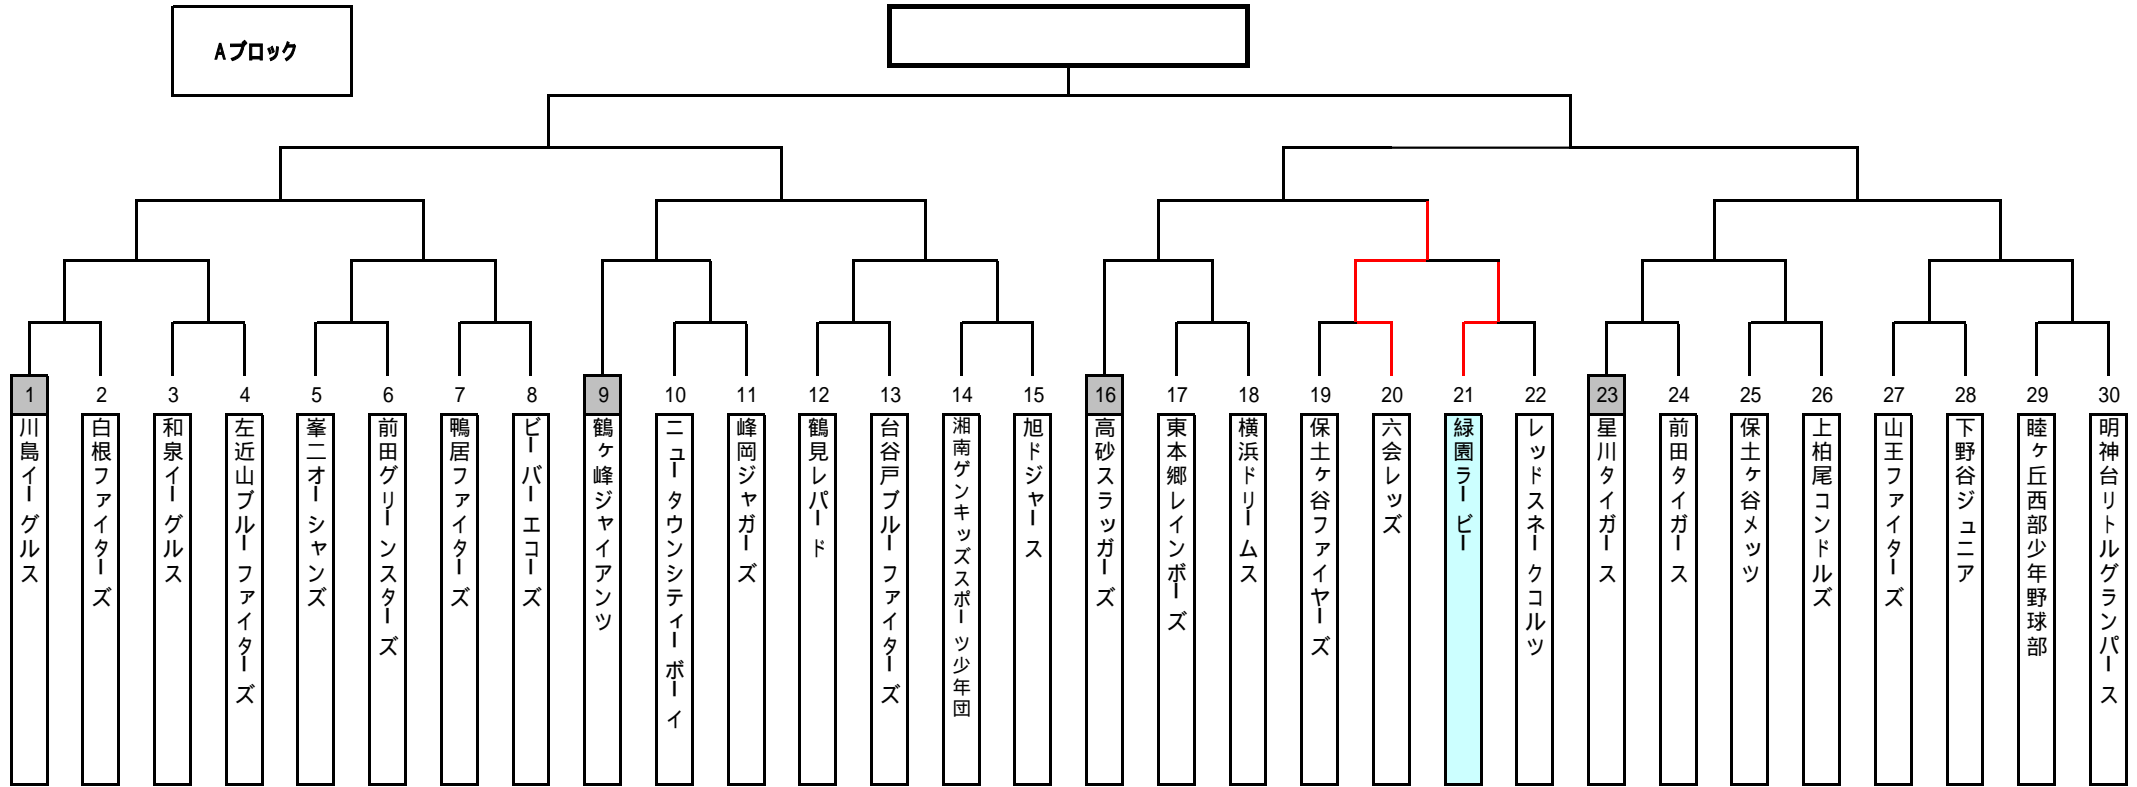 Aブロック
1
2
3
4
5
6
7
8
9
10
11
12
13
14
15
16
17
18
19
20
21
22
23
24
25
26
27
28
29
30
川島イーグルス
白根ファイターズ
和泉イーグルス
左近山ブルーファイターズ
峯二オーシャンズ
前田グリーンスターズ
鴨居ファイターズ
ビーバーエコーズ
鶴ヶ峰ジャイアンツ
ニュータウンシティーボーイ
峰岡ジャガーズ
鶴見レパード
台谷戸ブルーファイターズ
湘南ゲンキッズスポーツ少年団
旭ドジャース
高砂スラッガーズ
東本郷レインボーズ
横浜ドリームス
保土ヶ谷ファイヤーズ
六会レッズ
緑園ラービー
レッドスネークコルツ
星川タイガース
前田タイガース
保土ヶ谷メッツ
上柏尾コンドルズ
山王ファイターズ
下野谷ジュニア
睦ヶ丘西部少年野球部
明神台リトルグランパース